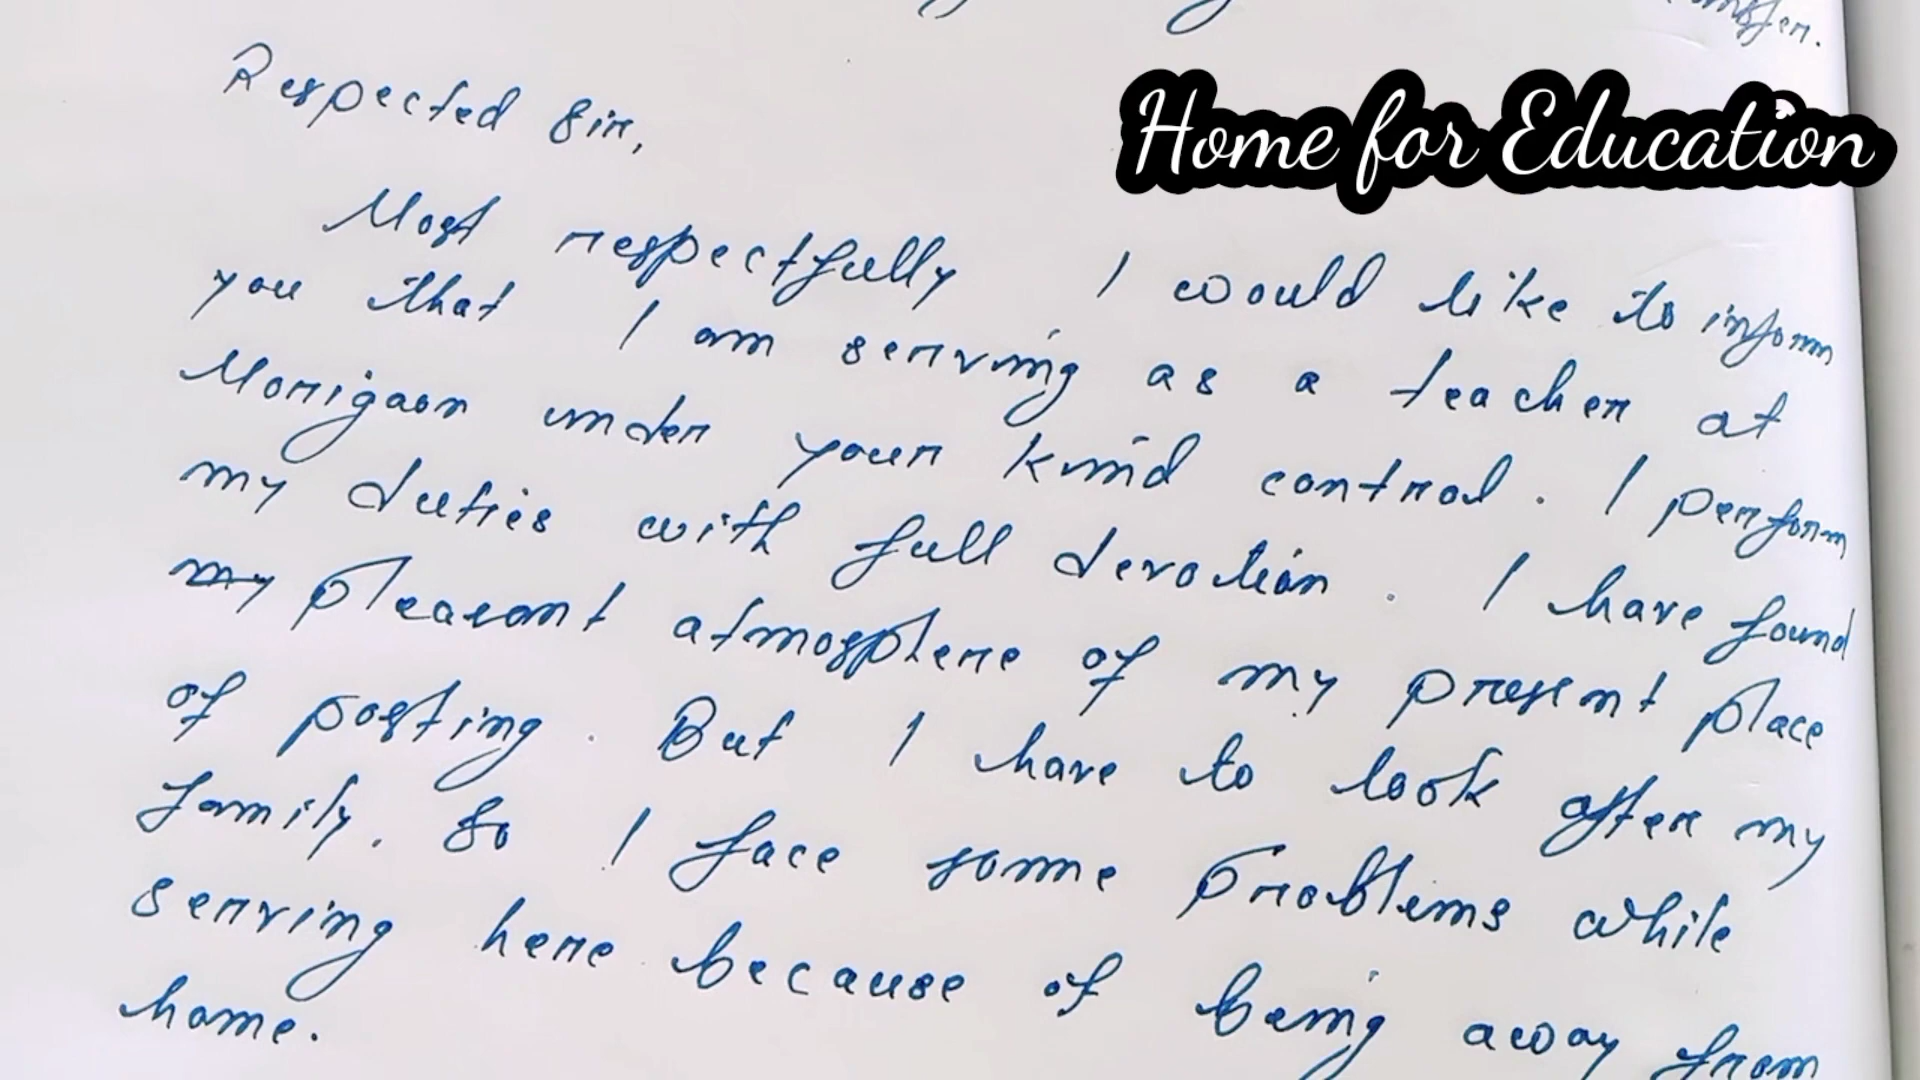 Respected Sir,
Home for Education
Most respectfully I would like to inform
you that I am serving as a teacher at
Morigaon under your kind control. I perform
my duties with full devotion. I have found
my pleasant atmosphere of my present place
of posting. But I have to look after my
family. So I face some problems while
serving here because of being away from
home.